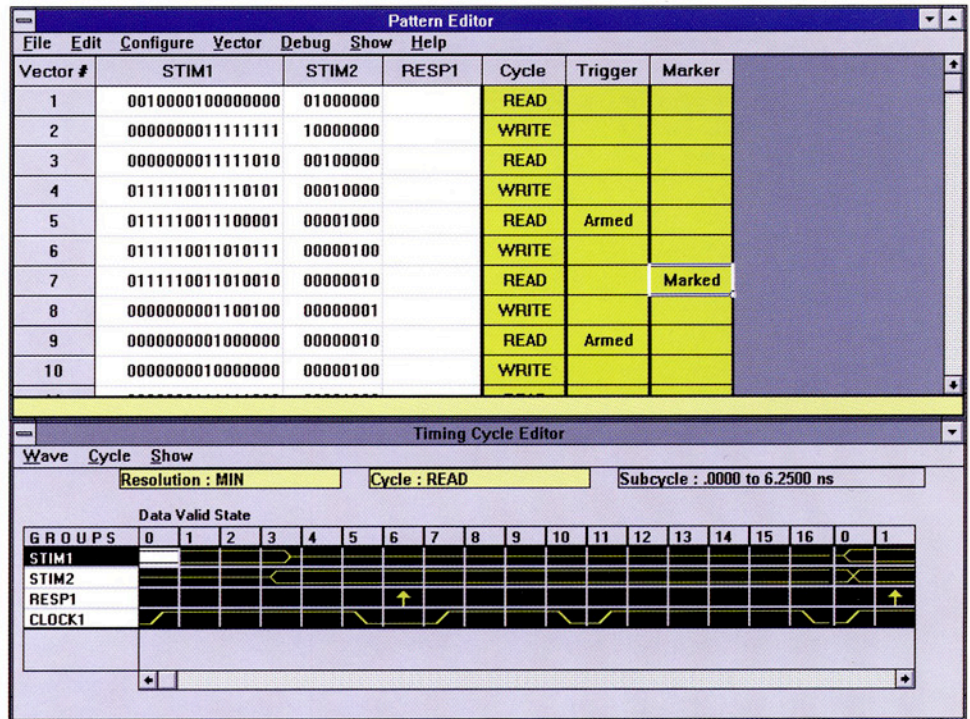 Pattern Editor
File Edit Configure Vector Debug Show Help
Vector # STIM1 STIM2 RESP1 Cycle Trigger Marker
1 0010000100000000 01000000 READ
2 0000000011111111 10000000 WRITE
3 0000000011111010 00100000 READ
4 0111110011110101 00010000 WRITE
5 0111110011100001 00001000 READ Armed
6 0111110011010111 00000100 WRITE
7 0111110011010010 00000010 READ Marked
8 0000000001100100 00000001 WRITE
9 0000000001000000 00000010 READ Armed
10 0000000010000000 00000100 WRITE
Timing Cycle Editor
Wave Cycle Show
Resolution : MIN Cycle : READ Subcycle : .0000 to 6.2500 ns
Data Valid State
GROUPS 0 1 2 3 4 5 6 7 8 9 10 11 12 13 14 15 16 0 1
STIM1
STIM2
RESP1
CLOCK1